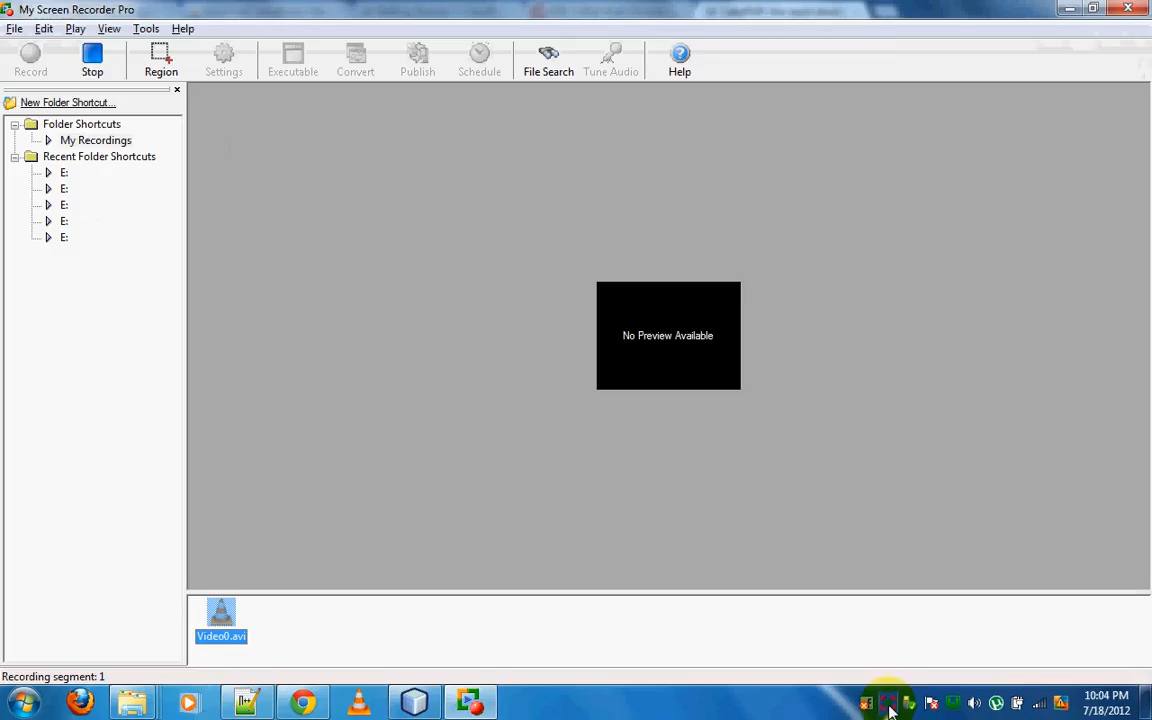 My Screen Recorder Pro
File Edit Play View Tools Help
Record Stop Region Settings Executable Convert Publish Schedule File Search Tune Audio Help
New Folder Shortcut...
Folder Shortcuts
My Recordings
Recent Folder Shortcuts
E:
E:
E:
E:
E:
No Preview Available
Video0.avi
Recording segment: 1
10:04 PM
7/18/2012